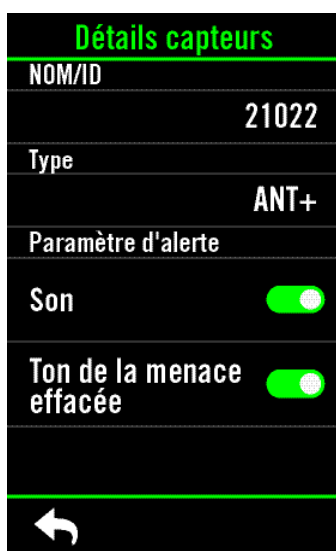 Détails capteurs
NOM/ID
21022
Type
ANT+
Paramètre d'alerte
Son
Ton de la menace
effacée